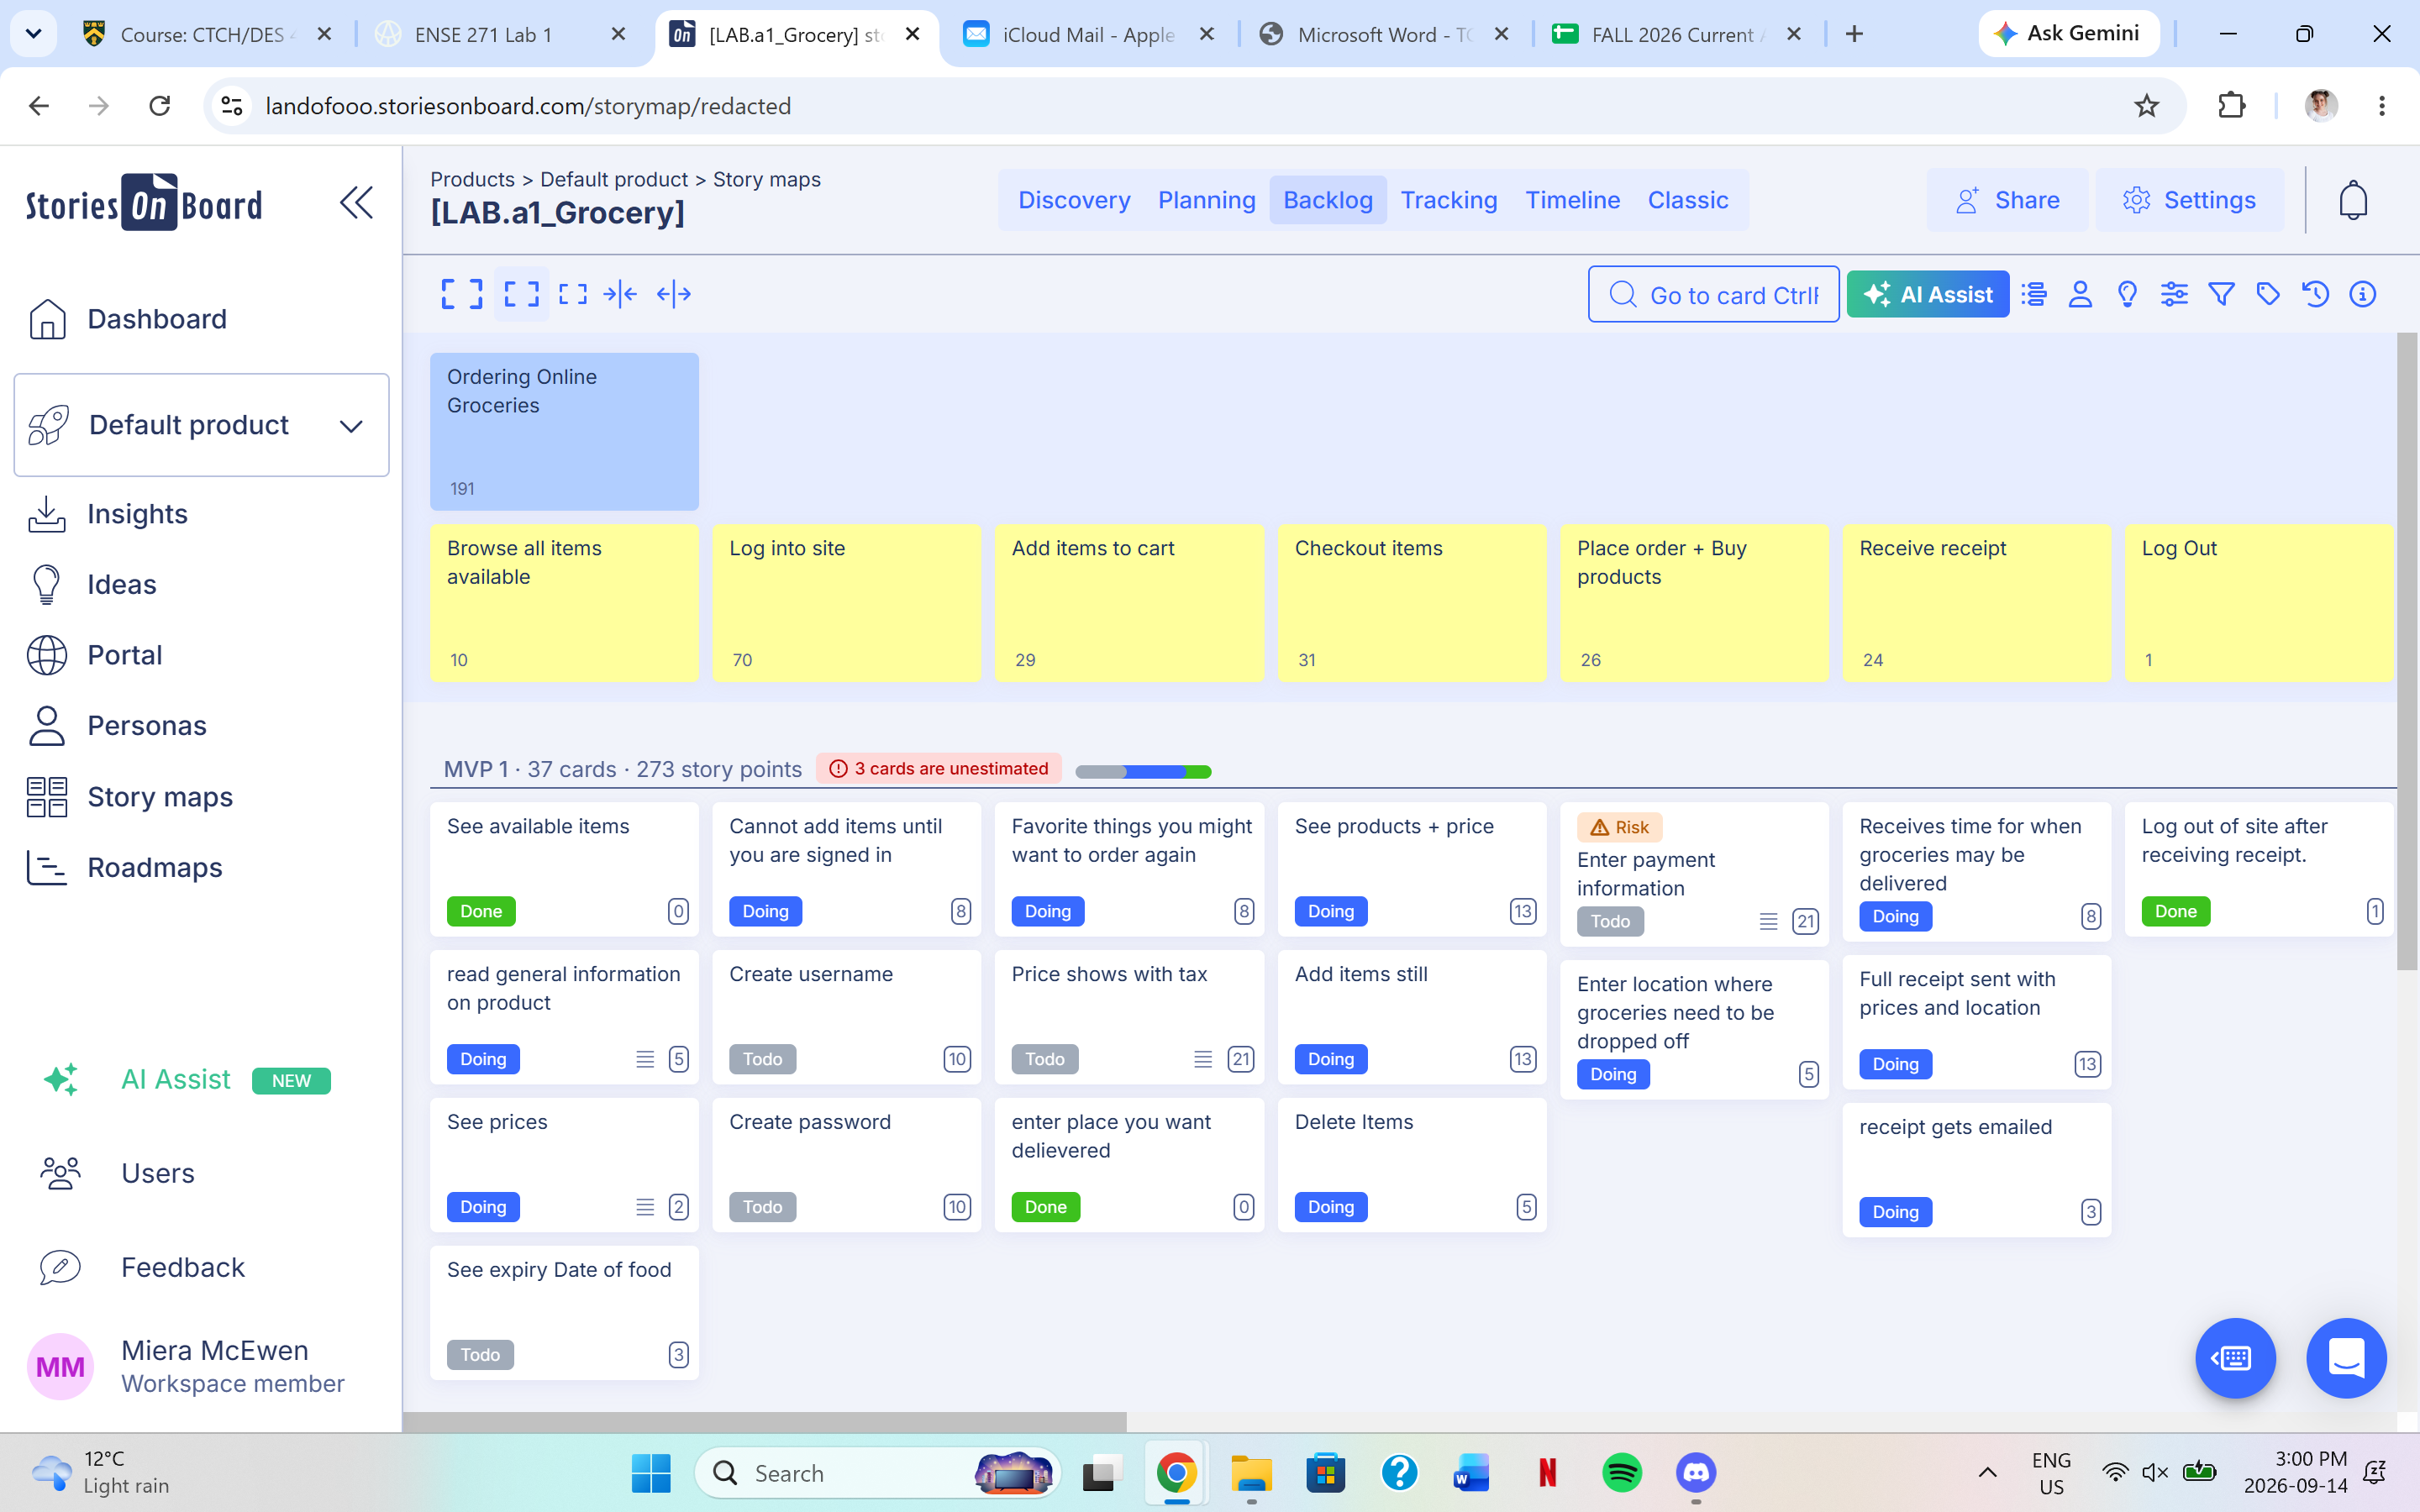 Course: CTCH/DES 4
ENSE 271 Lab 1
[LAB.a1_Grocery] sto
iCloud Mail - Apple
Microsoft Word - TO
FALL 2026 Current A
Ask Gemini
landofooo.storiesonboard.com/storymap/redacted
Stories On Board
Dashboard
Default product
Insights
Ideas
Portal
Personas
Story maps
Roadmaps
AI Assist NEW
Users
Feedback
MM
Miera McEwen
Workspace member
Products > Default product > Story maps
[LAB.a1_Grocery]
Discovery Planning Backlog Tracking Timeline Classic
Share Settings
Go to card Ctrl
AI Assist
Ordering Online
Groceries
191
Browse all items
available
10
Log into site
70
Add items to cart
29
Checkout items
31
Place order + Buy
products
26
Receive receipt
24
Log Out
1
MVP 1 · 37 cards · 273 story points
3 cards are unestimated
See available items
Done 0
read general information
on product
Doing 5
See prices
Doing 2
See expiry Date of food
Todo 3
Cannot add items until
you are signed in
Doing 8
Create username
Todo 10
Create password
Todo 10
Favorite things you might
want to order again
Doing 8
Price shows with tax
Todo 21
enter place you want
delievered
Done 0
See products + price
Doing 13
Add items still
Doing 13
Delete Items
Doing 5
Risk
Enter payment
information
Todo 21
Enter location where
groceries need to be
dropped off
Doing 5
Receives time for when
groceries may be
delivered
Doing 8
Full receipt sent with
prices and location
Doing 13
receipt gets emailed
Doing 3
Log out of site after
receiving receipt.
Done 1
12°C
Light rain
Search
ENG
US
3:00 PM
2026-09-14